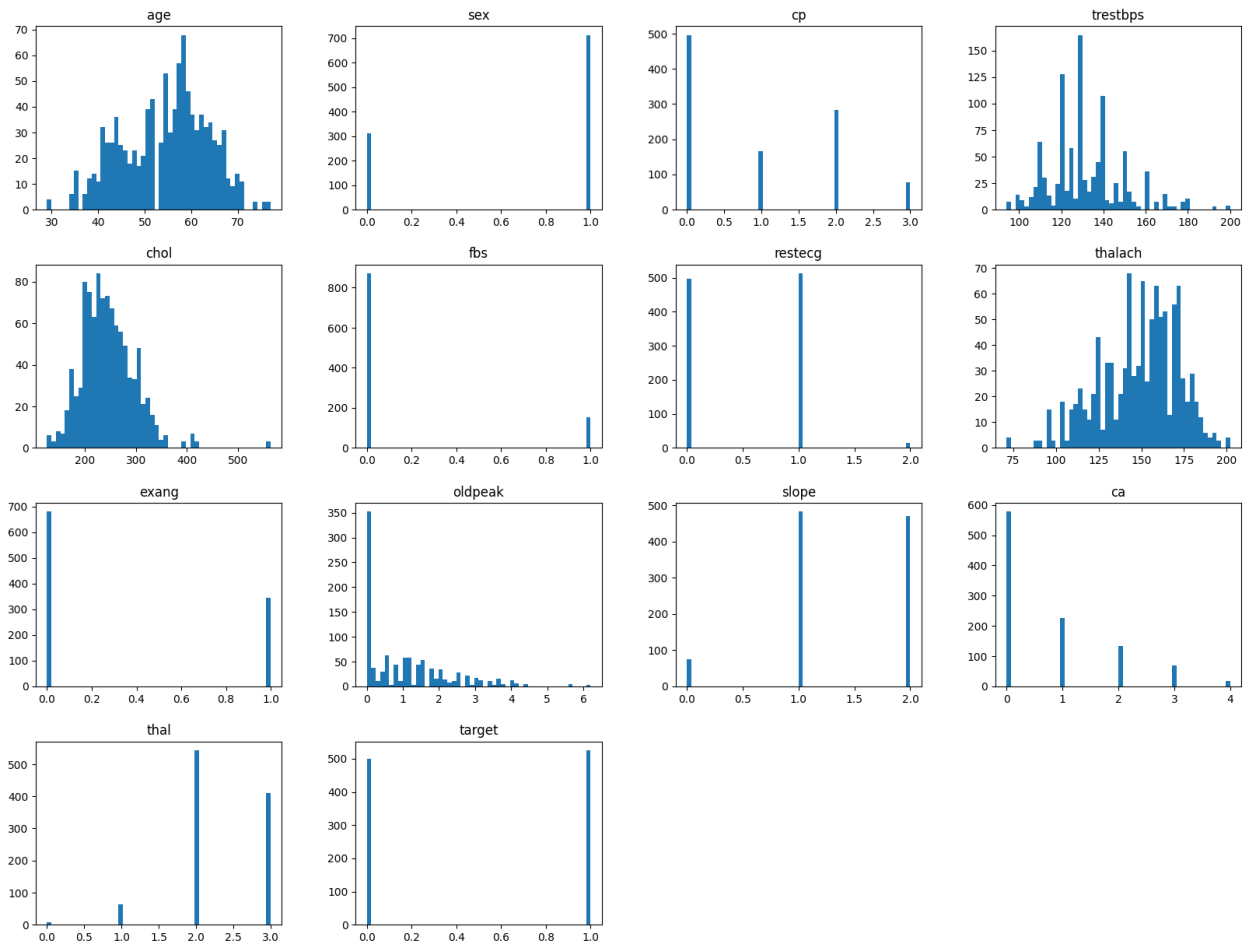 age sex cp trestbps
70 60 50 40 30 20 10 0
30 40 50 60 70
700 600 500 400 300 200 100 0
0.0 0.2 0.4 0.6 0.8 1.0
500 400 300 200 100 0
0.0 0.5 1.0 1.5 2.0 2.5 3.0
150 125 100 75 50 25 0
100 120 140 160 180 200
chol fbs restecg thalach
80 60 40 20 0
200 300 400 500
800 600 400 200 0
0.0 0.2 0.4 0.6 0.8 1.0
500 400 300 200 100 0
0.0 0.5 1.0 1.5 2.0
70 60 50 40 30 20 10 0
75 100 125 150 175 200
exang oldpeak slope ca
700 600 500 400 300 200 100 0
0.0 0.2 0.4 0.6 0.8 1.0
350 300 250 200 150 100 50 0
0 1 2 3 4 5 6
500 400 300 200 100 0
0.0 0.5 1.0 1.5 2.0
600 500 400 300 200 100 0
0 1 2 3 4
thal target
500 400 300 200 100 0
0.0 0.5 1.0 1.5 2.0 2.5 3.0
500 400 300 200 100 0
0.0 0.2 0.4 0.6 0.8 1.0